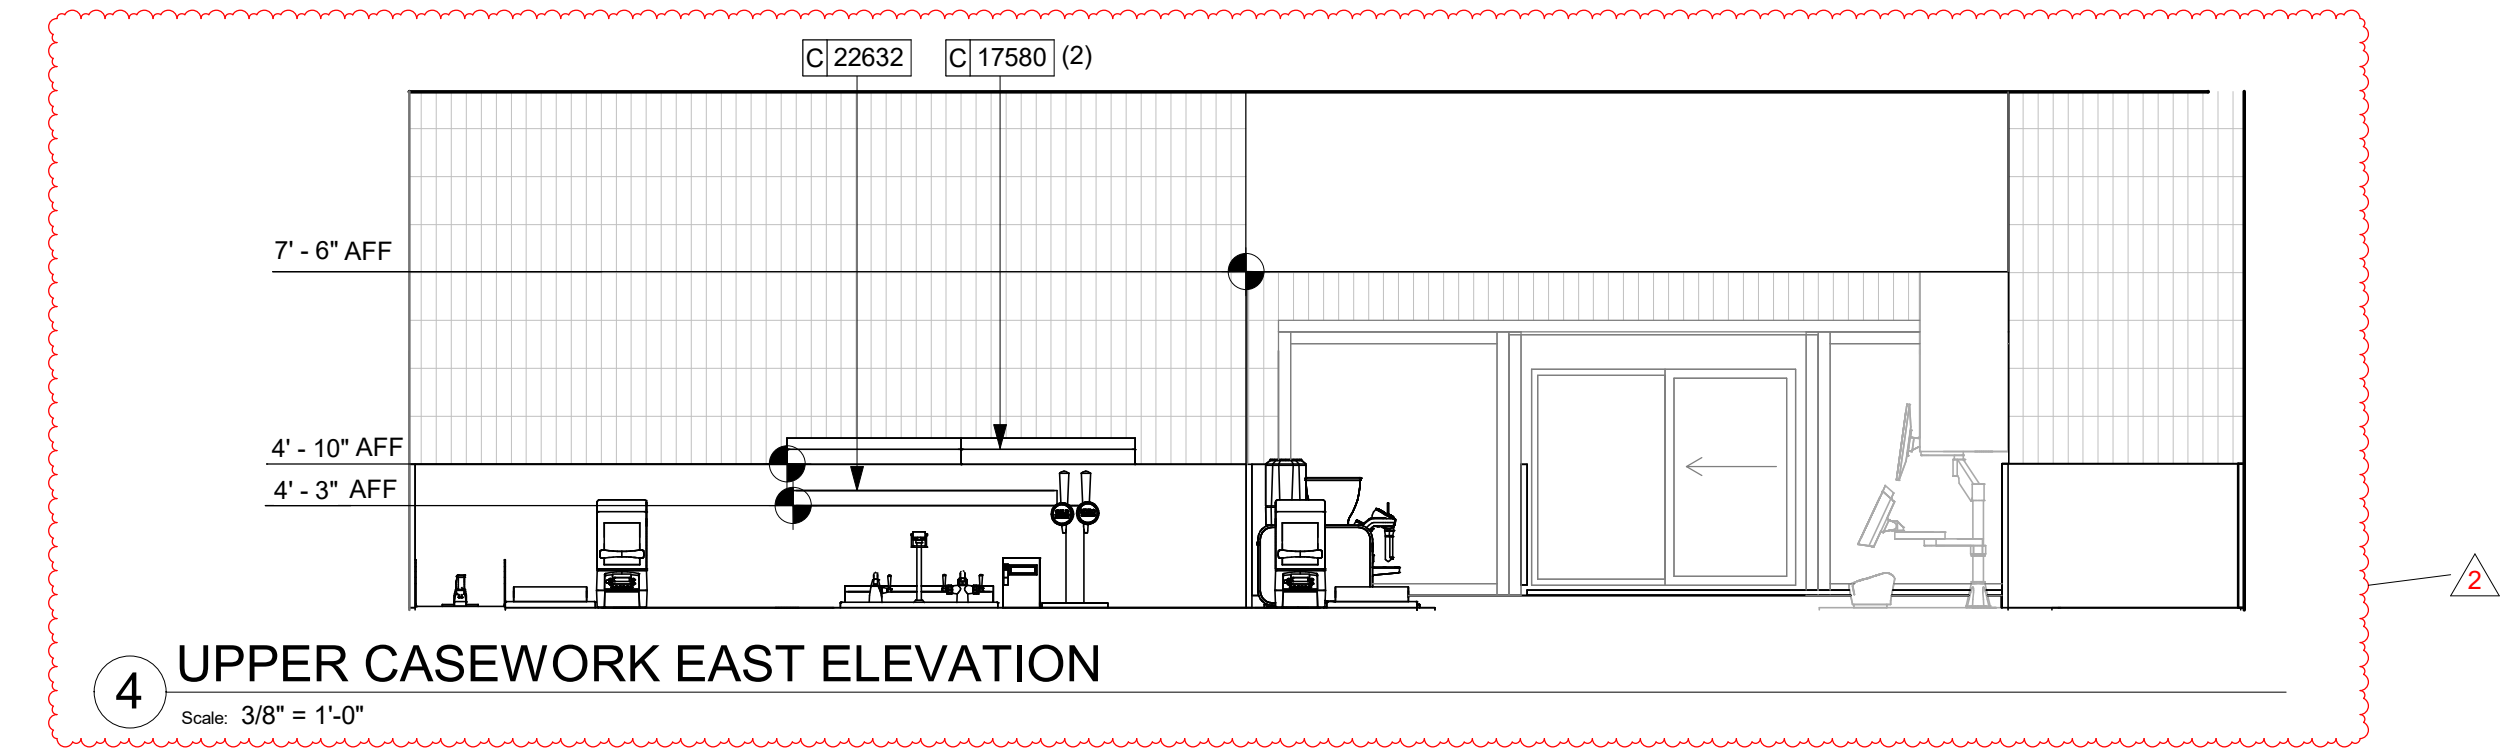 C 22632 C 17580 (2)
7' - 6" AFF
4' - 10" AFF
4' - 3" AFF
2
UPPER CASEWORK EAST ELEVATION
4
Scale: 3/8" = 1'-0"